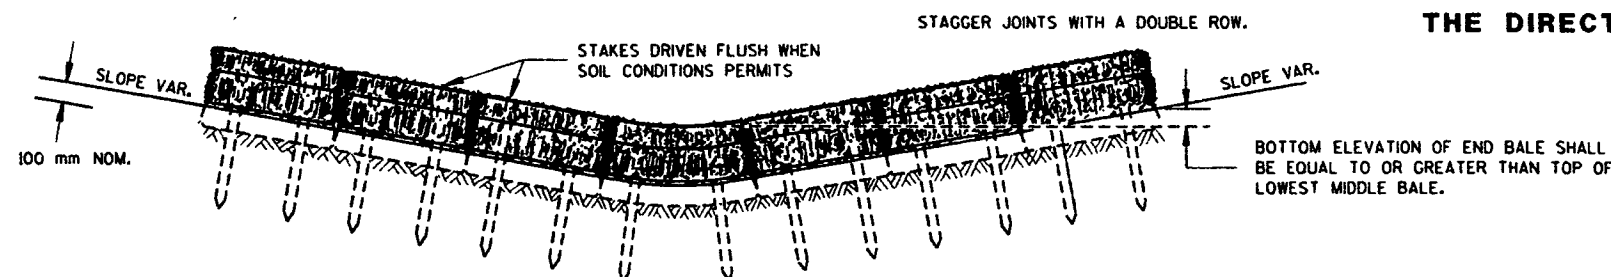 STAGGER JOINTS WITH A DOUBLE ROW.
THE DIRECT
STAKES DRIVEN FLUSH WHEN
SOIL CONDITIONS PERMITS
SLOPE VAR.
SLOPE VAR.
100 mm NOM.
BOTTOM ELEVATION OF END BALE SHALL
BE EQUAL TO OR GREATER THAN TOP OF
LOWEST MIDDLE BALE.